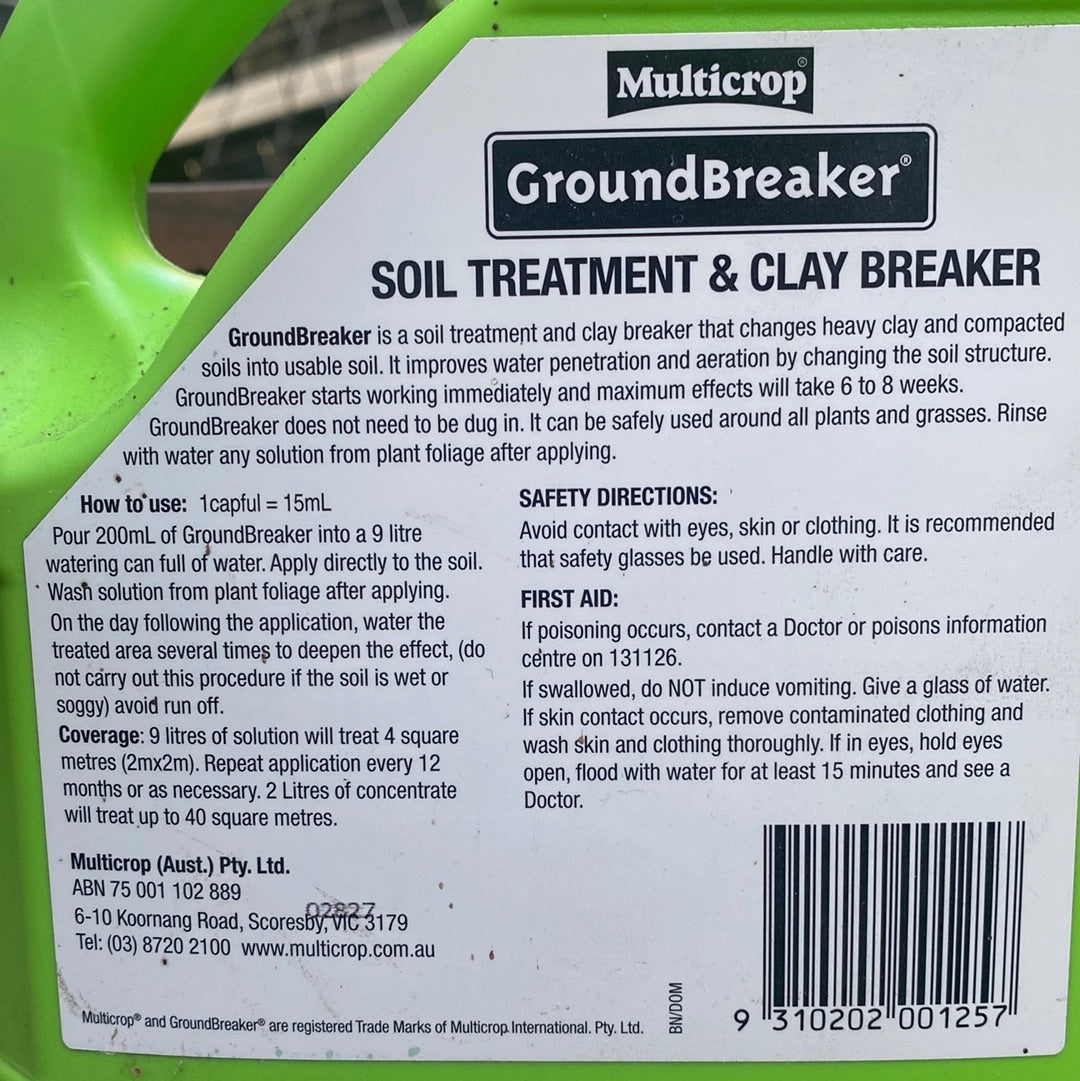 Multicrop®
GroundBreaker®
SOIL TREATMENT & CLAY BREAKER
GroundBreaker is a soil treatment and clay breaker that changes heavy clay and compacted
soils into usable soil. It improves water penetration and aeration by changing the soil structure.
GroundBreaker starts working immediately and maximum effects will take 6 to 8 weeks.
GroundBreaker does not need to be dug in. It can be safely used around all plants and grasses. Rinse
with water any solution from plant foliage after applying.
How to use: 1capful = 15mL
Pour 200mL of GroundBreaker into a 9 litre
watering can full of water. Apply directly to the soil.
Wash solution from plant foliage after applying.
On the day following the application, water the
treated area several times to deepen the effect, (do
not carry out this procedure if the soil is wet or
soggy) avoid run off.
Coverage: 9 litres of solution will treat 4 square
metres (2mx2m). Repeat application every 12
months or as necessary. 2 Litres of concentrate
will treat up to 40 square metres.
SAFETY DIRECTIONS:
Avoid contact with eyes, skin or clothing. It is recommended
that safety glasses be used. Handle with care.
FIRST AID:
If poisoning occurs, contact a Doctor or poisons information
centre on 131126.
If swallowed, do NOT induce vomiting. Give a glass of water.
If skin contact occurs, remove contaminated clothing and
wash skin and clothing thoroughly. If in eyes, hold eyes
open, flood with water for at least 15 minutes and see a
Doctor.
Multicrop (Aust.) Pty. Ltd.
ABN 75 001 102 889
02827
6-10 Koornang Road, Scoresby, VIC 3179
Tel: (03) 8720 2100 www.multicrop.com.au
Multicrop® and GroundBreaker® are registered Trade Marks of Multicrop International. Pty. Ltd.
BN/DOM
9 310202 001257